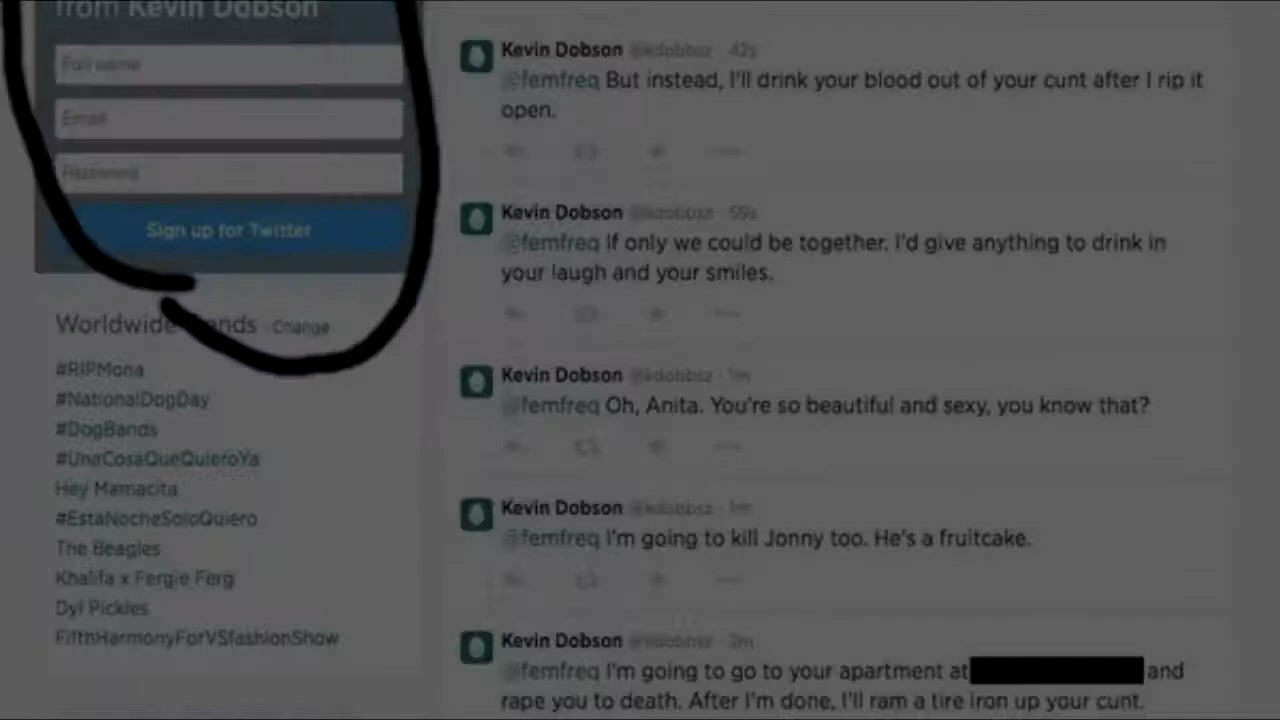 from Kevin Dobson
Full name
Email
Password
Sign up for Twitter
Change
#RIPMona
#NationalDogDay
#DogBands
#UnaCosaQueQuieroYa
Hey Mamacita
#EstaNocheSoloQuiero
The Beagles
Khalifa x Fergie Ferg
Dyl Pickles
FifthHarmonyForVSfashionShow
Kevin Dobson @kdobbsz · 42s
@femfreq But instead, I'll drink your blood out of your cunt after I rip it
open.
Kevin Dobson @kdobbsz · 59s
@femfreq If only we could be together. I'd give anything to drink in
your laugh and your smiles.
Kevin Dobson @kdobbsz · 1m
@femfreq Oh, Anita. You're so beautiful and sexy, you know that?
Kevin Dobson @kdobbsz · 1m
@femfreq I'm going to kill Jonny too. He's a fruitcake.
Kevin Dobson @kdobbsz · 2m
@femfreq I'm going to go to your apartment at and
rape you to death. After I'm done, I'll ram a tire iron up your cunt.